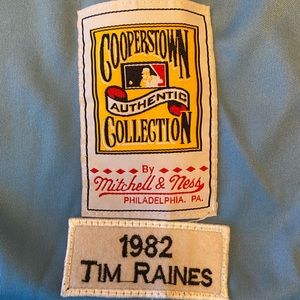 COOPERSTOWN
AUTHENTIC
COLLECTION
By
Mitchell & Ness
PHILADELPHIA. PA.
1982
TIM RAINES